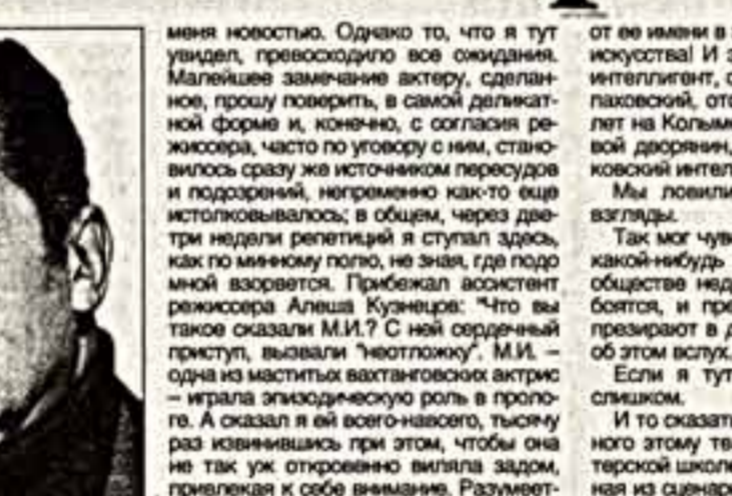 меня новостью. Однако то, что я тут
увидел, превосходило все ожидания.
Малейшее замечание актеру, сделан-
ное, прошу поверить, в самой деликат-
ной форме и, конечно, с согласия ре-
жиссера, часто по уговору с ним, стано-
вилось сразу же источником пересудов
и подозрений, непременно как-то еще
истолковывалось; в общем, через две-
три недели репетиций я ступал здесь,
как по минному полю, не зная, где подо
мной взорвется. Прибежал ассистент
режиссера Алеша Кузнецов: "Что вы
такое сказали М.И.? С ней сердечный
приступ, вызвали "неотложку". М.И. –
одна из маститых вахтанговских актрис
– играла эпизодическую роль в проло-
ге. А сказал я ей всего-навсего, тысячу
раз извинившись при этом, чтобы она
не так уж откровенно виляла задом,
привлекая к себе внимание. Разумеет-
от ее имени в
искусства! И
интеллигент,
паховский,
лет на Колым
вой дворянин,
ковский интел
Мы ловили
взгляды.
Так мог чув
какой-нибудь
обществе нед
боятся, и пре
презирают в д
об этом вслух.
Если я тут
слишком.
И то сказать
ного этому те
терской школе
ная из сценар